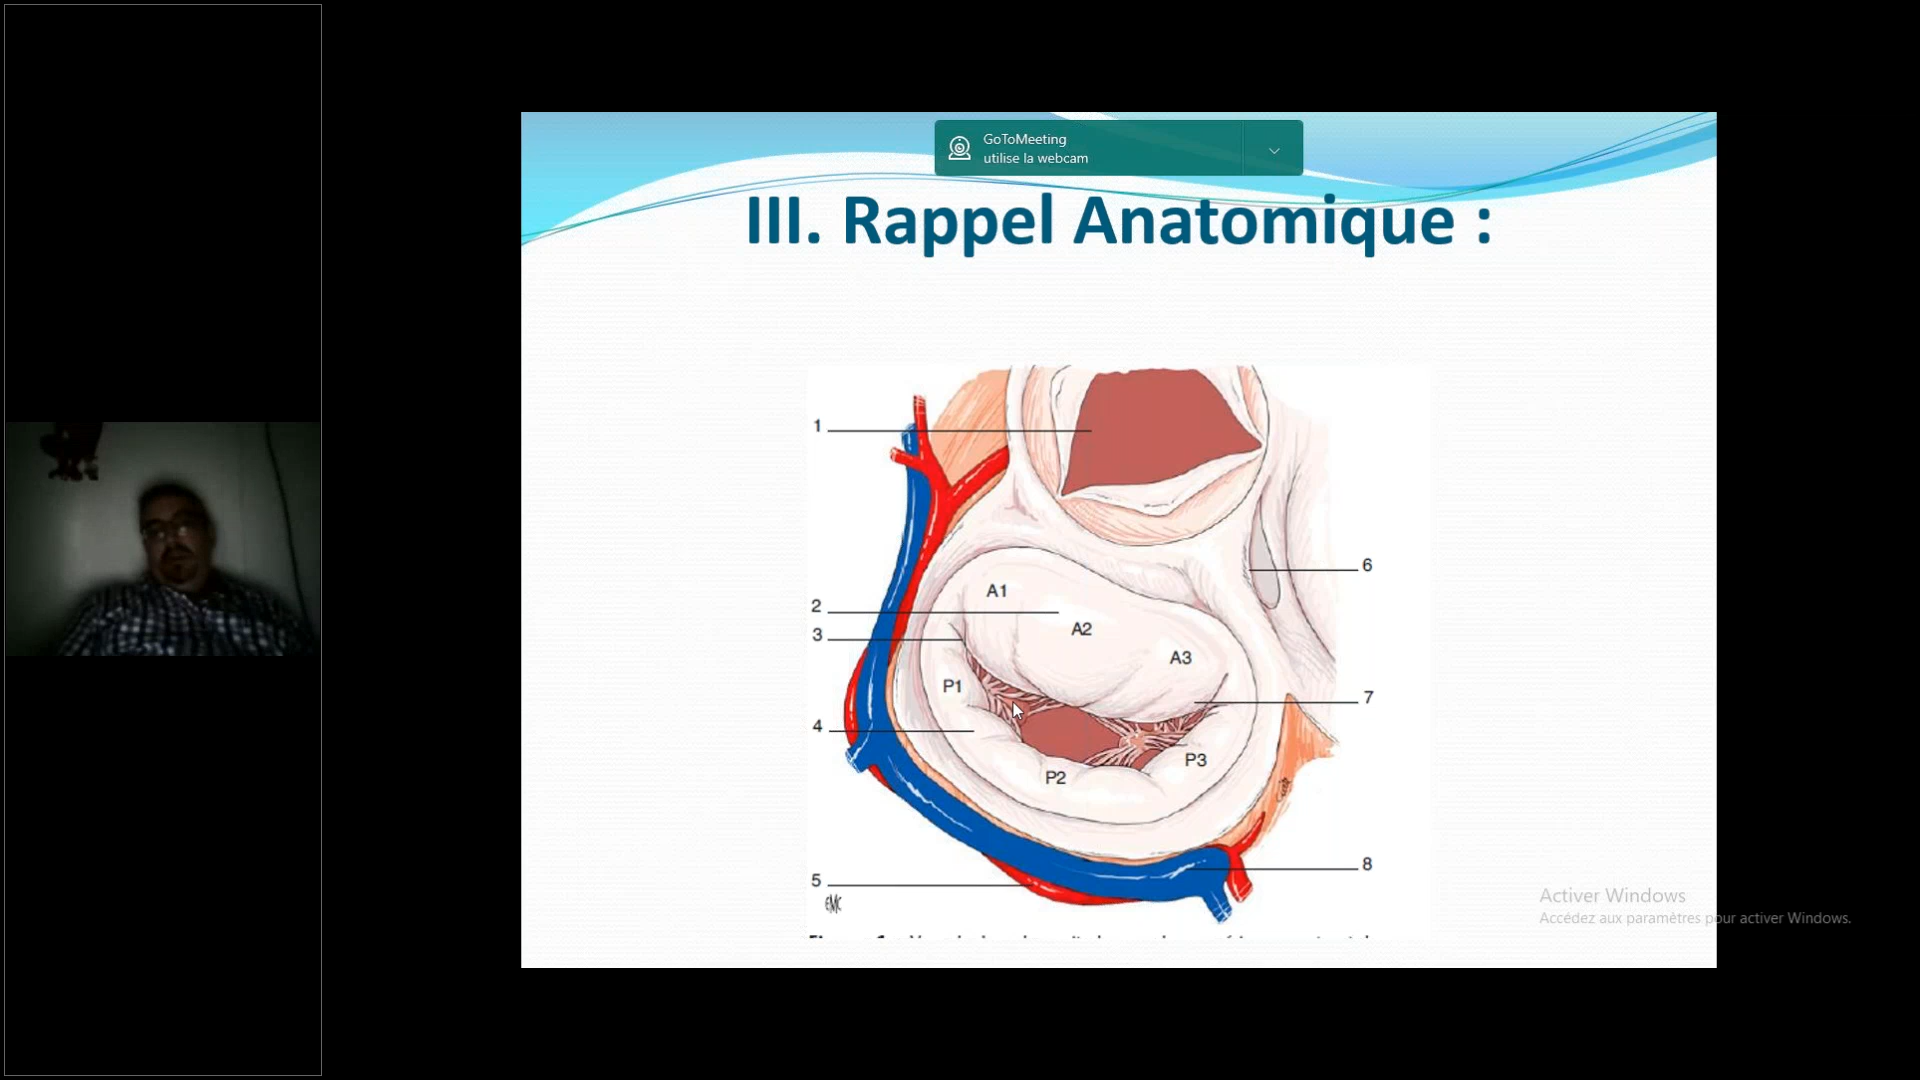 GoToMeeting
utilise la webcam
III. Rappel Anatomique :
1
A1
6
2
A2
3
A3
P1
7
4
P3
P2
8
5
EMC
Activer Windows
Accédez aux paramètres pour activer Windows.